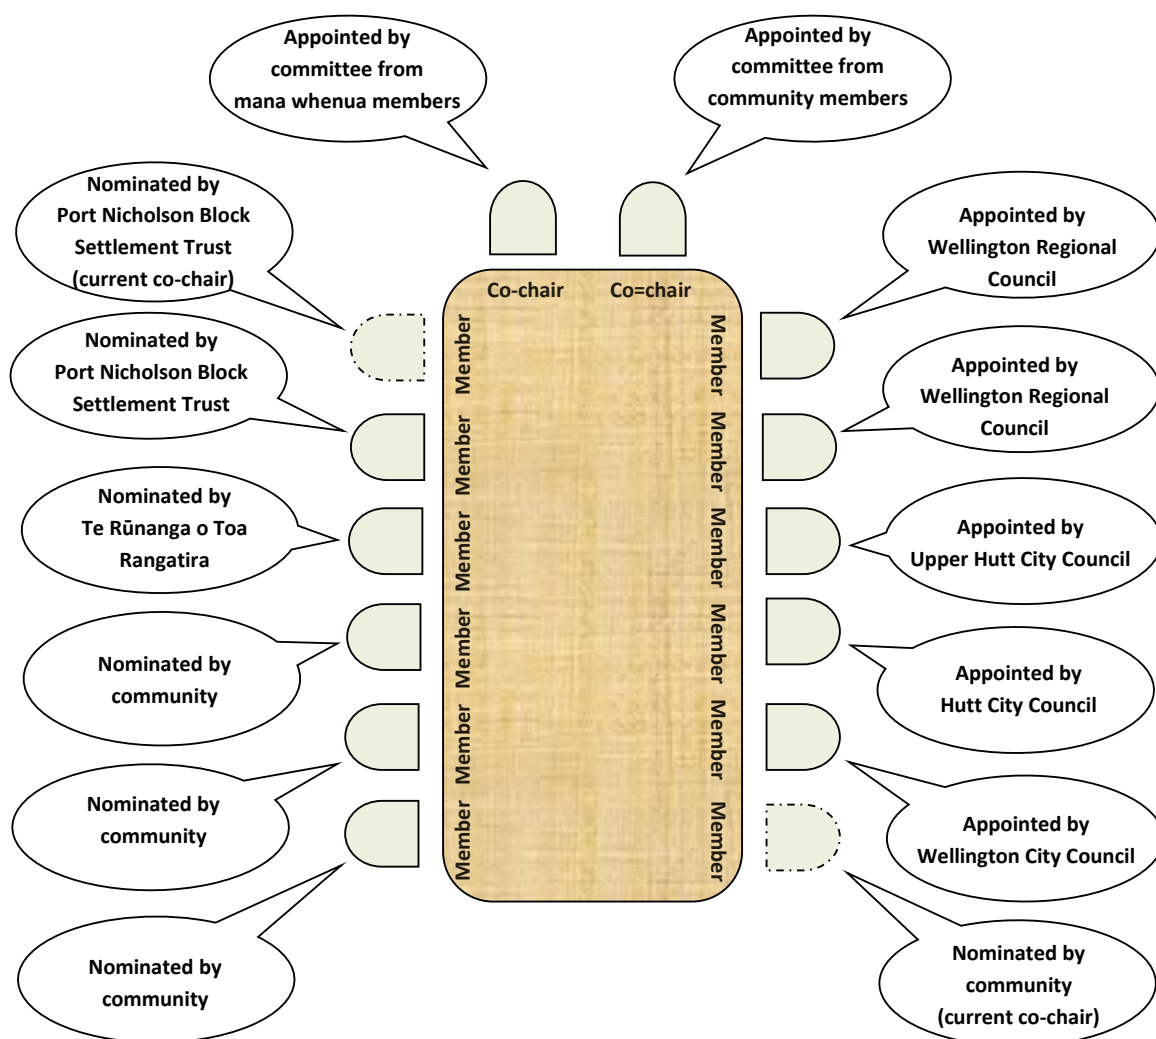 Appointed by
committee from
mana whenua members
Appointed by
committee from
community members
Nominated by
Port Nicholson Block
Settlement Trust
(current co-chair)
Appointed by
Wellington Regional
Council
Co-chair
Co=chair
Member
Member
Nominated by
Port Nicholson Block
Settlement Trust
Appointed by
Wellington Regional
Council
Member
Member
Nominated by
Te Rūnanga o Toa
Rangatira
Appointed by
Upper Hutt City Council
Member
Member
Nominated by
community
Appointed by
Hutt City Council
Member
Member
Nominated by
community
Appointed by
Wellington City Council
Member
Member
Nominated by
community
Nominated by
community
(current co-chair)
Member
Member